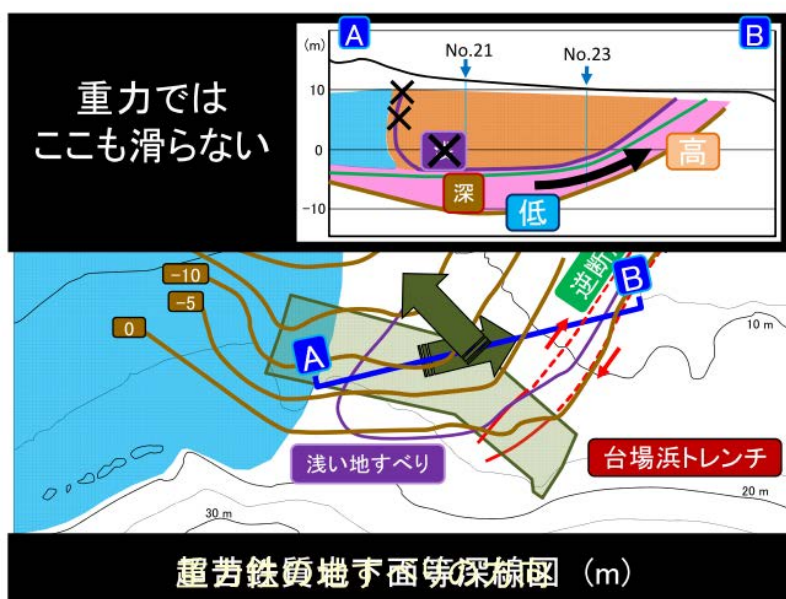 重力では
ここも滑らない
(m)
A
B
No.21
No.23
10
0
-10
深
低
高
-10
-5
0
A
B
逆断
10 m
浅い地すべり
台場浜トレンチ
20 m
30 m
(m)